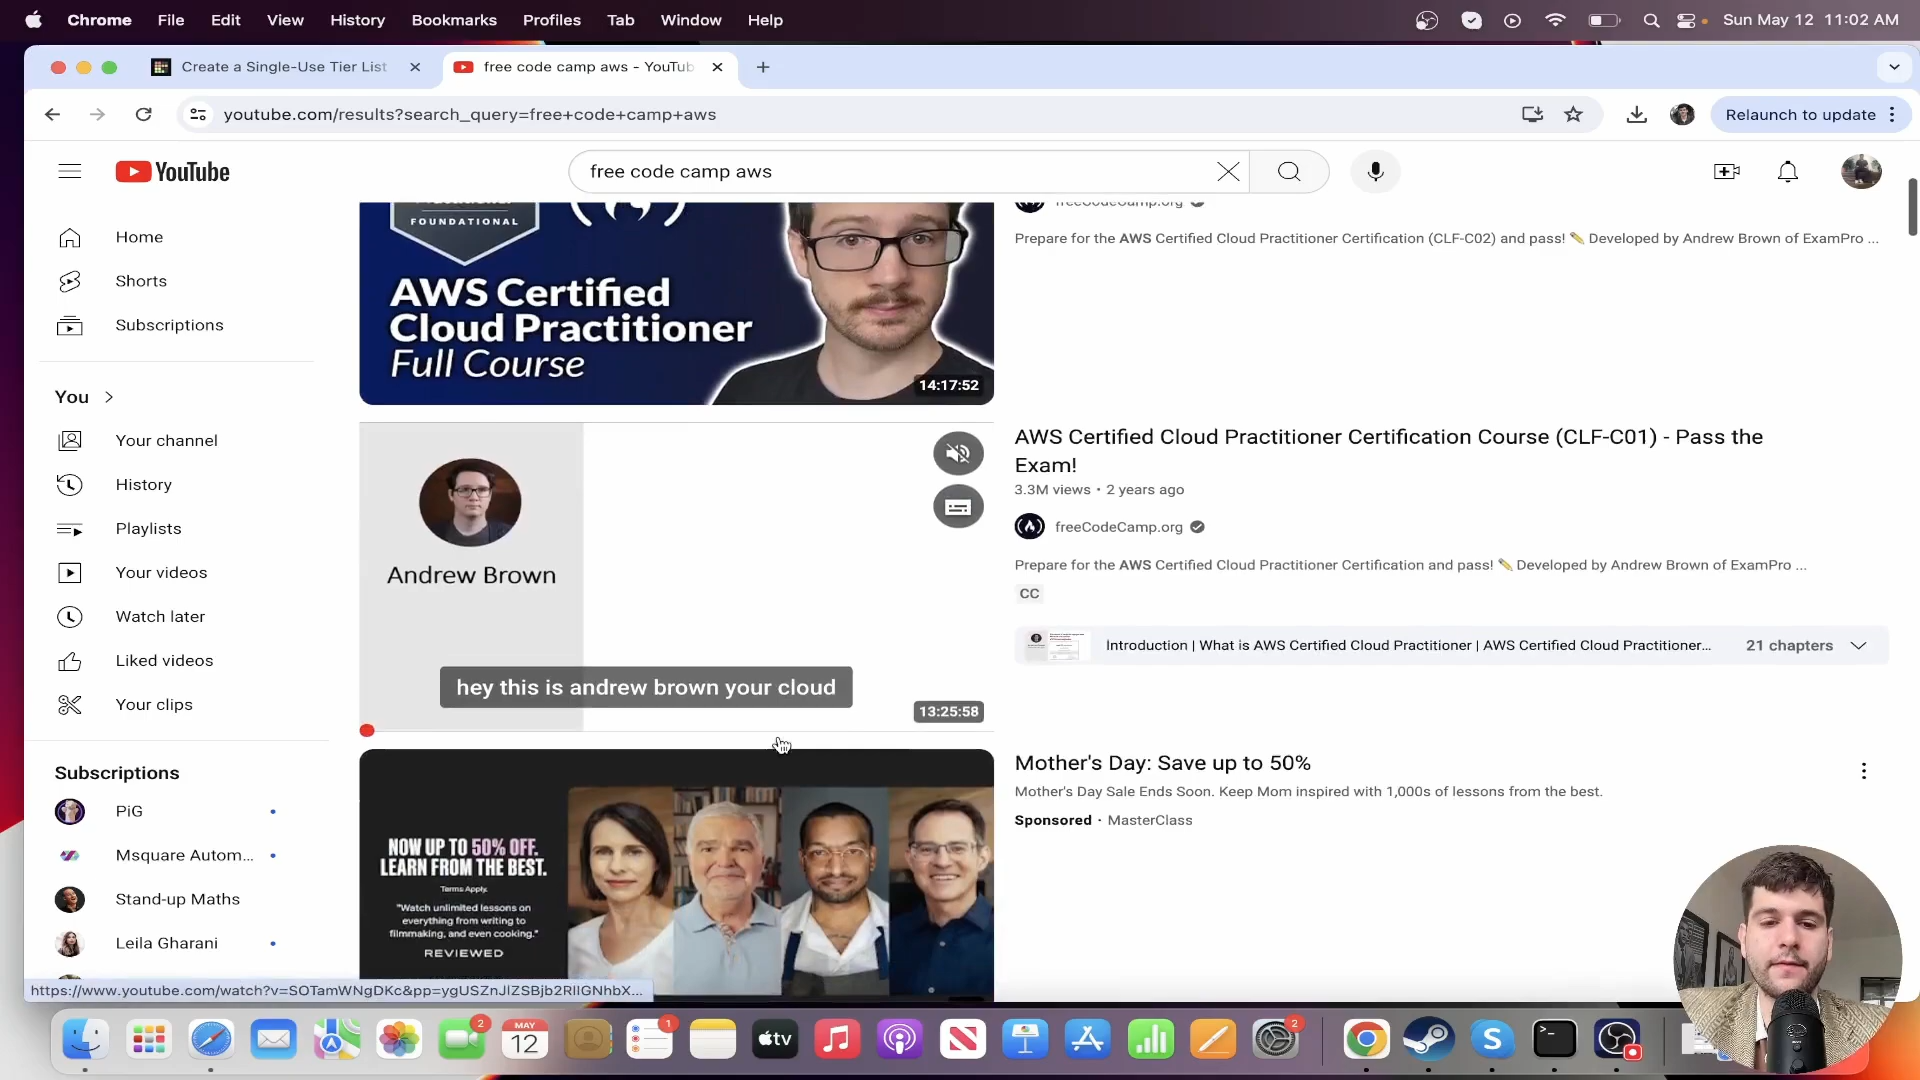 Chrome File Edit View History Bookmarks Profiles Tab Window Help Sun May 12 11:02 AM
Create a Single-Use Tier List
free code camp aws - YouTub
youtube.com/results?search_query=free+code+camp+aws
Relaunch to update
YouTube
free code camp aws
Home
Shorts
Subscriptions
You
Your channel
History
Playlists
Your videos
Watch later
Liked videos
Your clips
Subscriptions
PiG
Msquare Autom...
Stand-up Maths
Leila Gharani
FOUNDATIONAL
AWS Certified
Cloud Practitioner
Full Course
14:17:52
freeCodeCamp.org
Prepare for the AWS Certified Cloud Practitioner Certification (CLF-C02) and pass! ✏️ Developed by Andrew Brown of ExamPro ...
Andrew Brown
hey this is andrew brown your cloud
13:25:58
AWS Certified Cloud Practitioner Certification Course (CLF-C01) - Pass the
Exam!
3.3M views • 2 years ago
freeCodeCamp.org
Prepare for the AWS Certified Cloud Practitioner Certification and pass! ✏️ Developed by Andrew Brown of ExamPro ...
CC
Introduction | What is AWS Certified Cloud Practitioner | AWS Certified Cloud Practitioner...
21 chapters
NOW UP TO 50% OFF.
LEARN FROM THE BEST.
Terms Apply.
"Watch unlimited lessons on
everything from writing to
filmmaking, and even cooking."
REVIEWED
Mother's Day: Save up to 50%
Mother's Day Sale Ends Soon. Keep Mom inspired with 1,000s of lessons from the best.
Sponsored • MasterClass
https://www.youtube.com/watch?v=SOTamWNgDKc&pp=ygUSZnJlZSBjb2RlIGNhbX...
2
MAY
12
1
tv
2